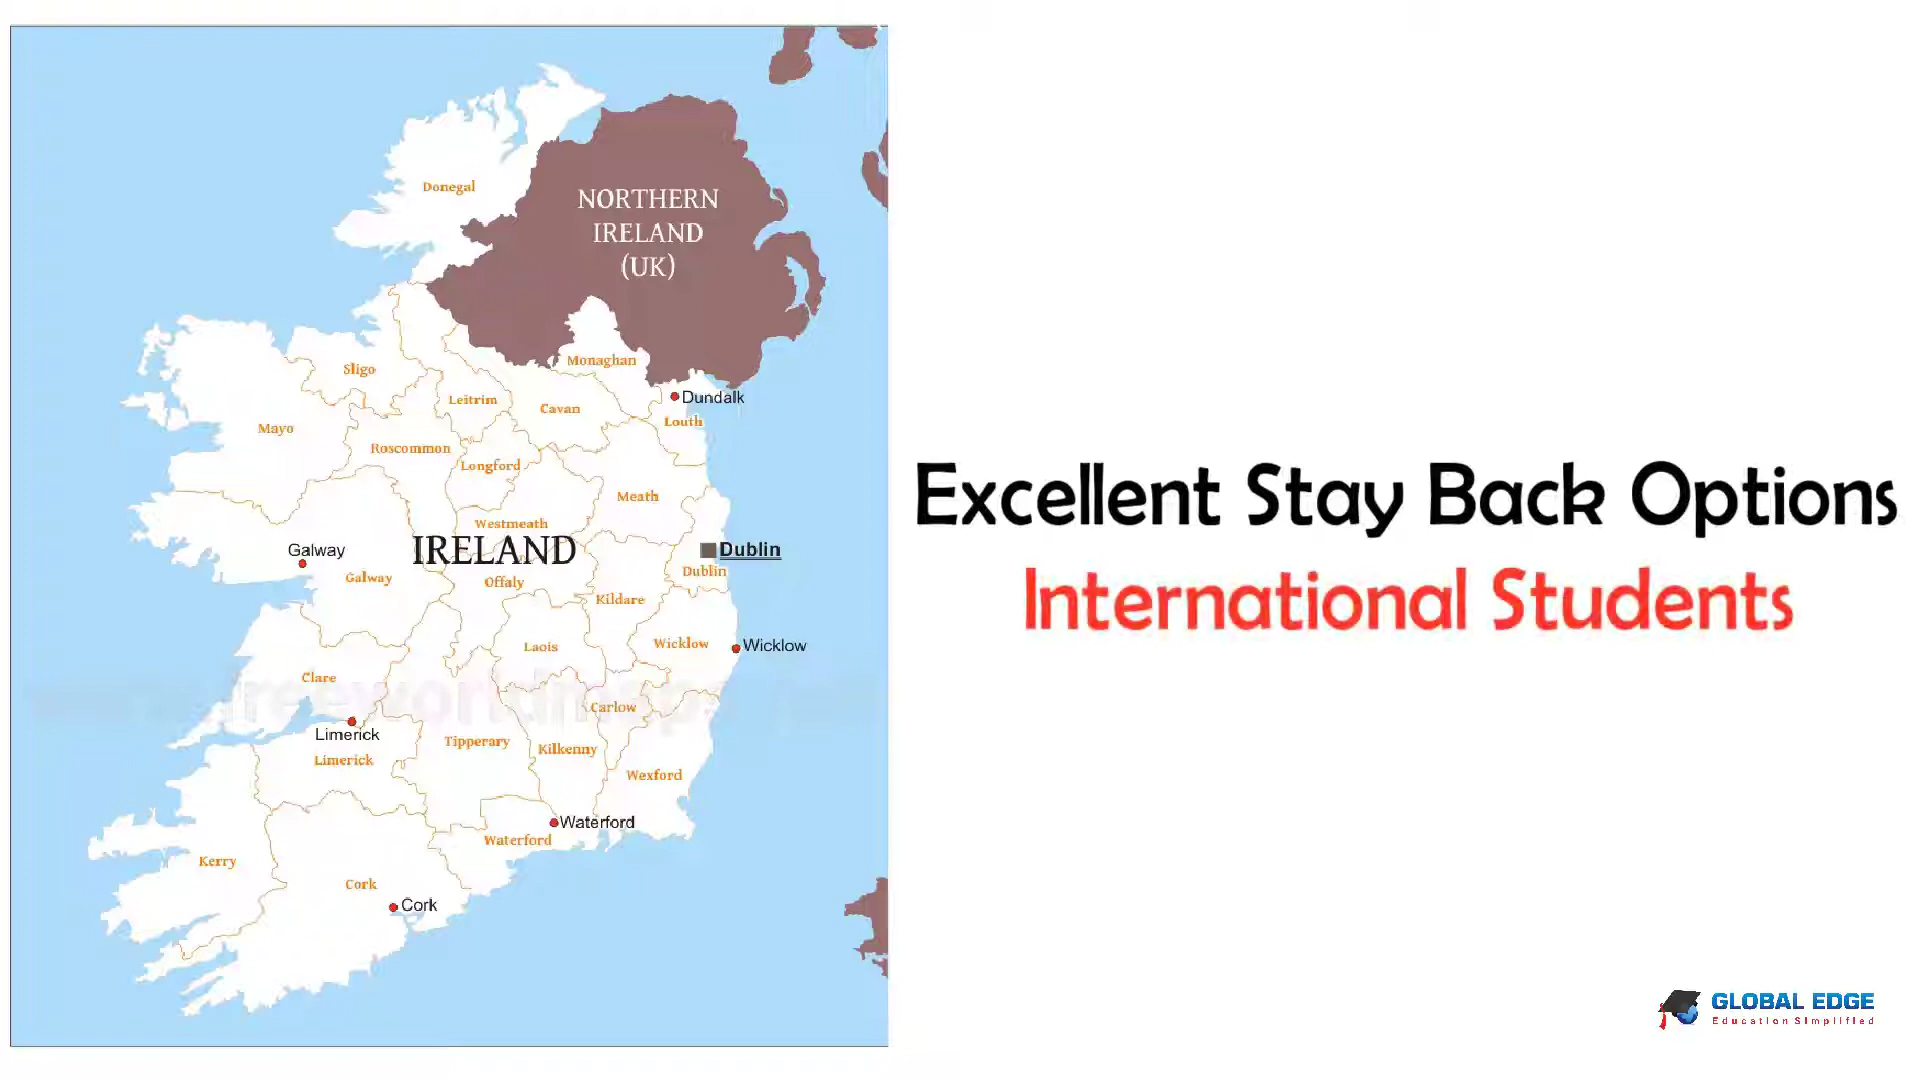 Donegal
NORTHERN
IRELAND
(UK)
Monaghan
Sligo
Leitrim
Cavan
Dundalk
Louth
Mayo
Roscommon
Longford
Meath
Westmeath
IRELAND
Galway
Dublin
Galway
Offaly
Dublin
Kildare
Laois
Wicklow
Wicklow
Clare
Carlow
Limerick
Limerick
Tipperary
Kilkenny
Wexford
Waterford
Waterford
Kerry
Cork
Cork
Excellent Stay Back Options
International Students
GLOBAL EDGE
Education Simplified